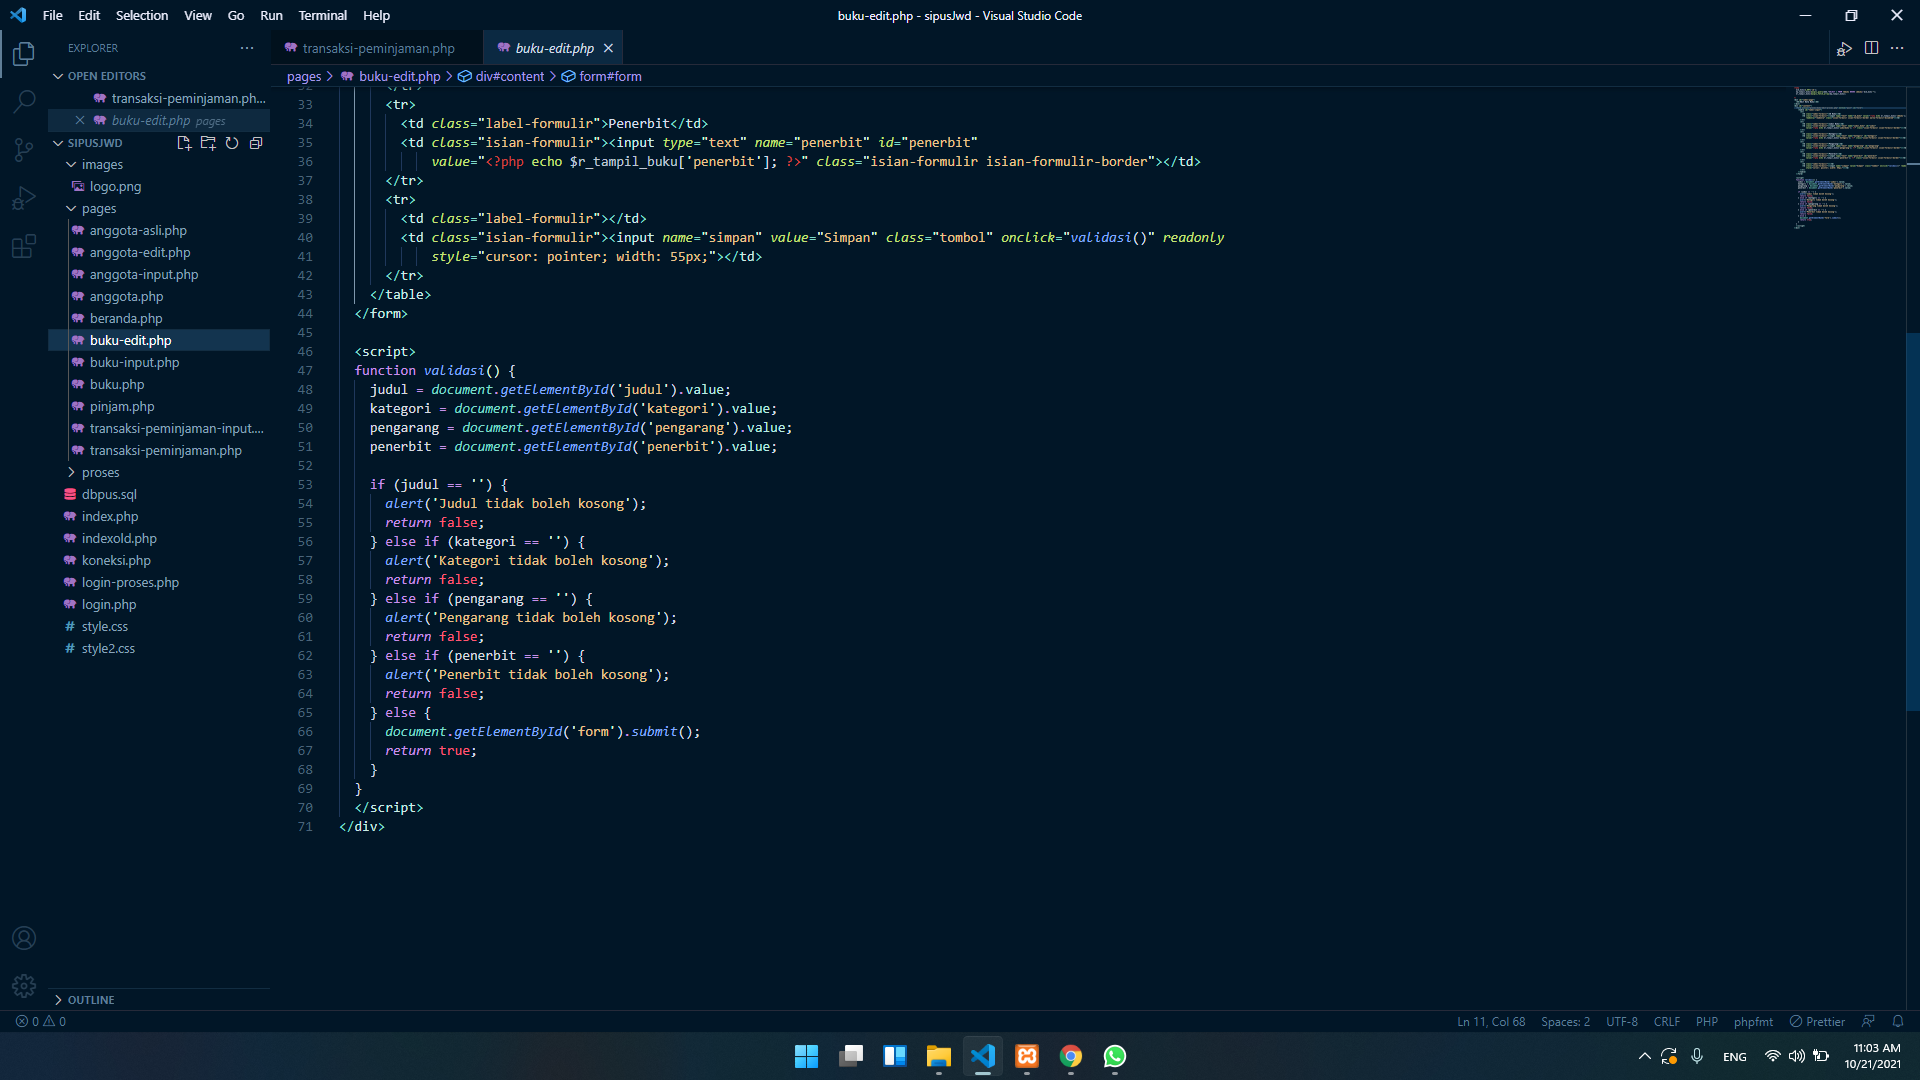 File Edit Selection View Go Run Terminal Help
buku-edit.php - sipusJwd - Visual Studio Code
EXPLORER
OPEN EDITORS
transaksi-peminjaman.ph...
buku-edit.php pages
SIPUSJWD
images
logo.png
pages
anggota-asli.php
anggota-edit.php
anggota-input.php
anggota.php
beranda.php
buku-edit.php
buku-input.php
buku.php
pinjam.php
transaksi-peminjaman-input....
transaksi-peminjaman.php
proses
dbpus.sql
index.php
indexold.php
koneksi.php
login-proses.php
login.php
# style.css
# style2.css
OUTLINE
transaksi-peminjaman.php
buku-edit.php
pages > buku-edit.php > div#content > form#form
32 </tr>
33 <tr>
34 <td class="label-formulir">Penerbit</td>
35 <td class="isian-formulir"><input type="text" name="penerbit" id="penerbit"
36 value="<?php echo $r_tampil_buku['penerbit']; ?>" class="isian-formulir isian-formulir-border"></td>
37 </tr>
38 <tr>
39 <td class="label-formulir"></td>
40 <td class="isian-formulir"><input name="simpan" value="Simpan" class="tombol" onclick="validasi()" readonly
41 style="cursor: pointer; width: 55px;"></td>
42 </tr>
43 </table>
44 </form>
45
46 <script>
47 function validasi() {
48 judul = document.getElementById('judul').value;
49 kategori = document.getElementById('kategori').value;
50 pengarang = document.getElementById('pengarang').value;
51 penerbit = document.getElementById('penerbit').value;
52
53 if (judul == '') {
54 alert('Judul tidak boleh kosong');
55 return false;
56 } else if (kategori == '') {
57 alert('Kategori tidak boleh kosong');
58 return false;
59 } else if (pengarang == '') {
60 alert('Pengarang tidak boleh kosong');
61 return false;
62 } else if (penerbit == '') {
63 alert('Penerbit tidak boleh kosong');
64 return false;
65 } else {
66 document.getElementById('form').submit();
67 return true;
68 }
69 }
70 </script>
71 </div>
0 0
Ln 11, Col 68 Spaces: 2 UTF-8 CRLF PHP phpfmt Prettier
ENG
11:03 AM
10/21/2021